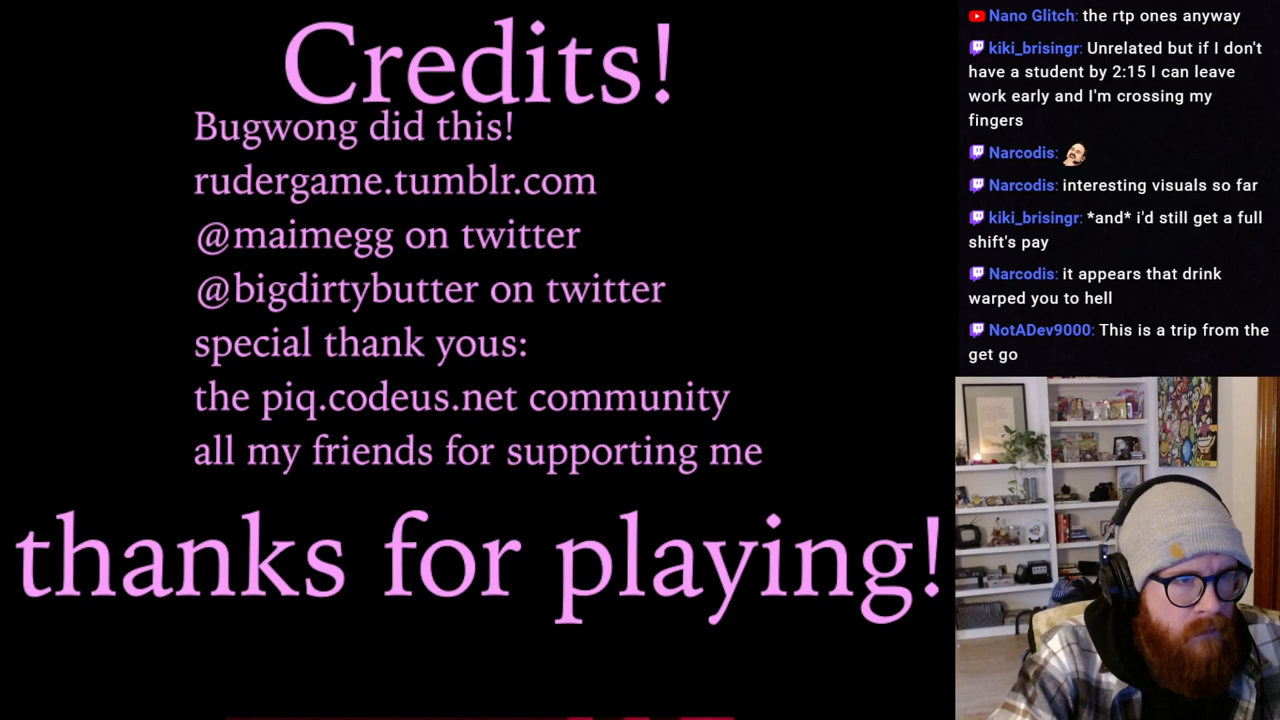 Credits!
Bugwong did this!
rudergame.tumblr.com
@maimegg on twitter
@bigdirtybutter on twitter
special thank yous:
the piq.codeus.net community
all my friends for supporting me
thanks for playing!
Nano Glitch: the rtp ones anyway
kiki_brisingr: Unrelated but if I don't
have a student by 2:15 I can leave
work early and I'm crossing my
fingers
Narcodis:
Narcodis: interesting visuals so far
kiki_brisingr: *and* i'd still get a full
shift's pay
Narcodis: it appears that drink
warped you to hell
NotADev9000: This is a trip from the
get go